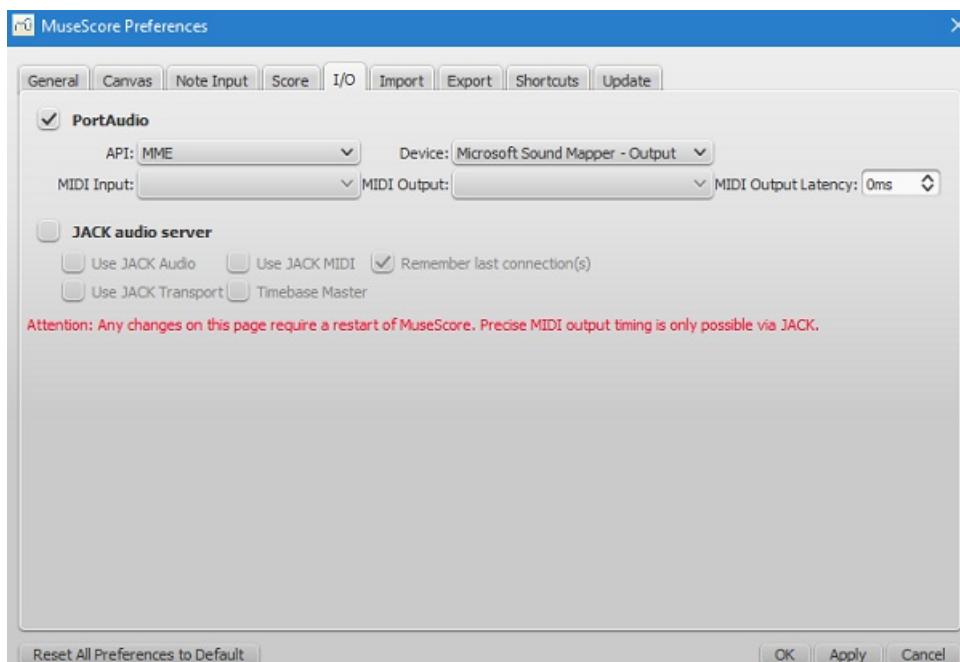 MuseScore Preferences
General Canvas Note Input Score I/O Import Export Shortcuts Update
PortAudio
API: MME Device: Microsoft Sound Mapper - Output
MIDI Input: MIDI Output: MIDI Output Latency: 0ms
JACK audio server
Use JACK Audio Use JACK MIDI Remember last connection(s)
Use JACK Transport Timebase Master
Attention: Any changes on this page require a restart of MuseScore. Precise MIDI output timing is only possible via JACK.
Reset All Preferences to Default OK Apply Cancel